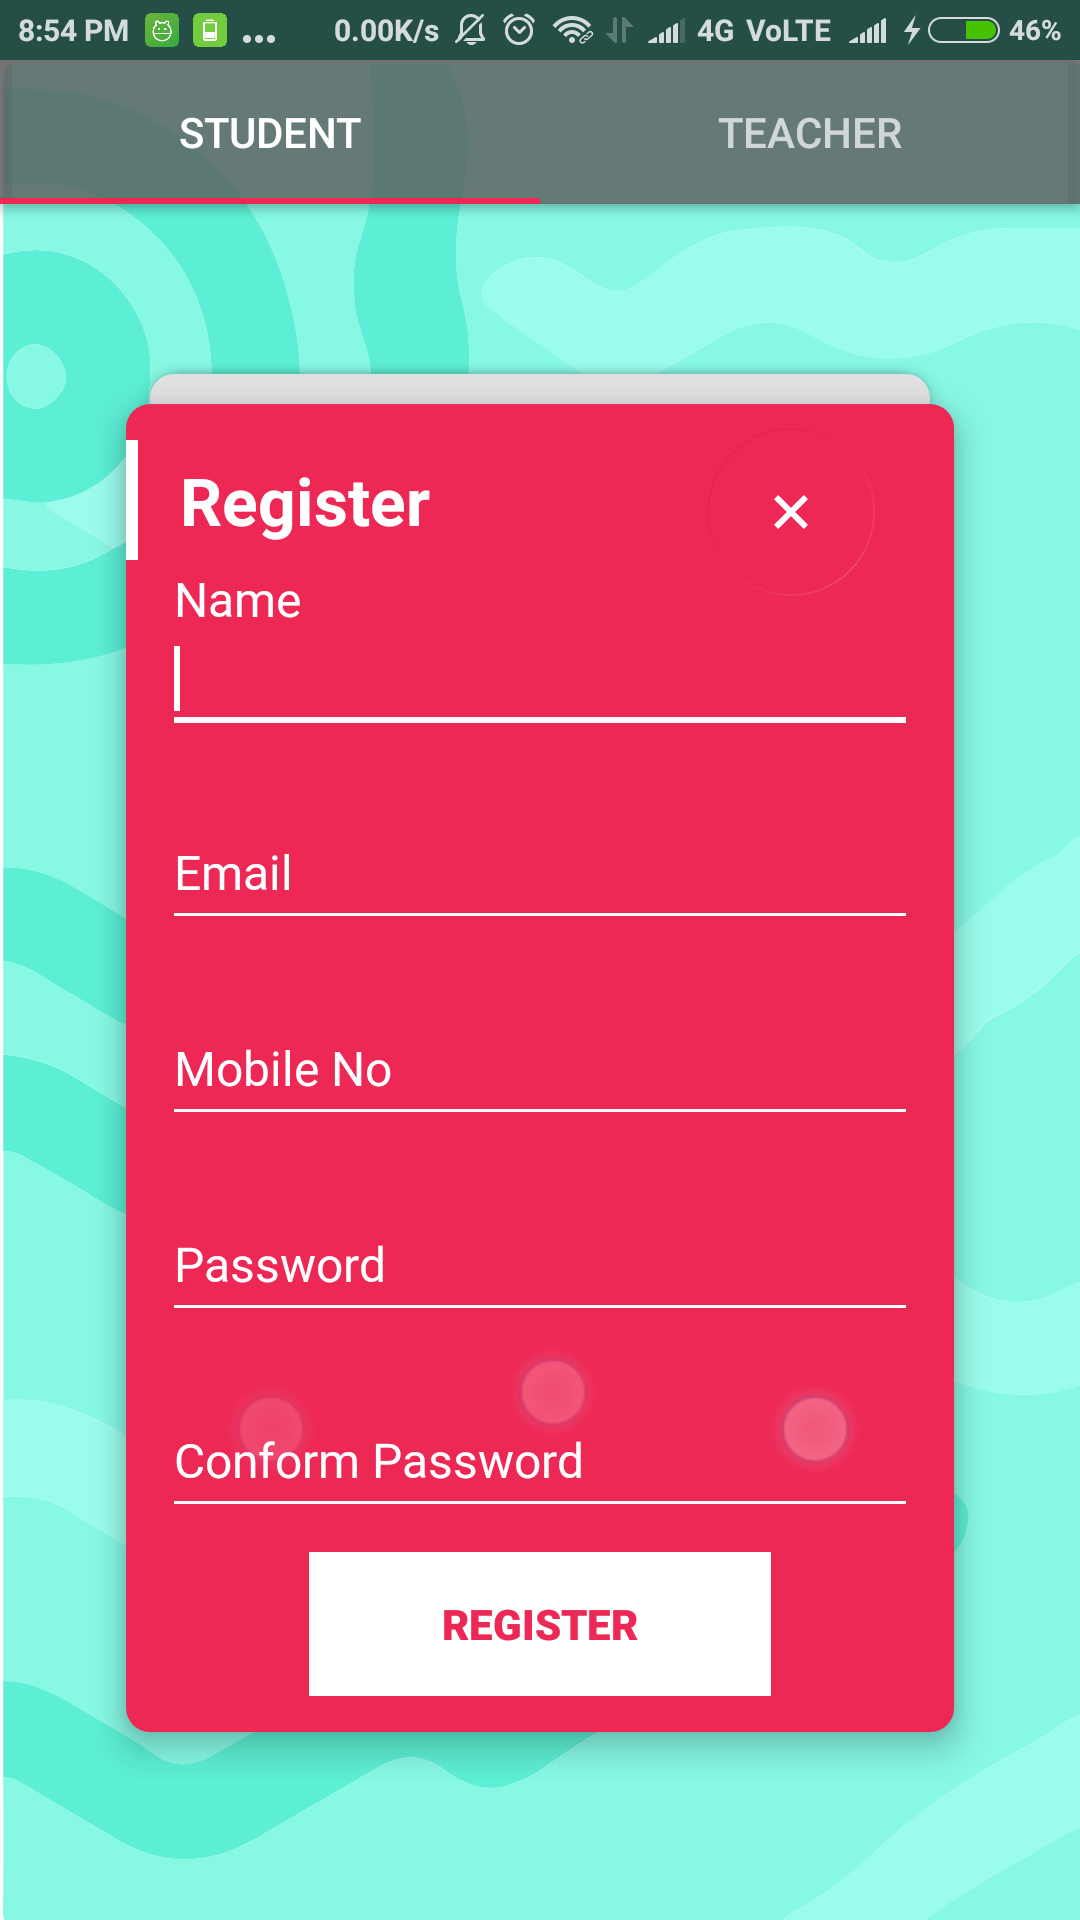 8:54 PM ... 0.00K/s 4G VoLTE 46%
STUDENT TEACHER
Register
Name
Email
Mobile No
Password
Conform Password
REGISTER